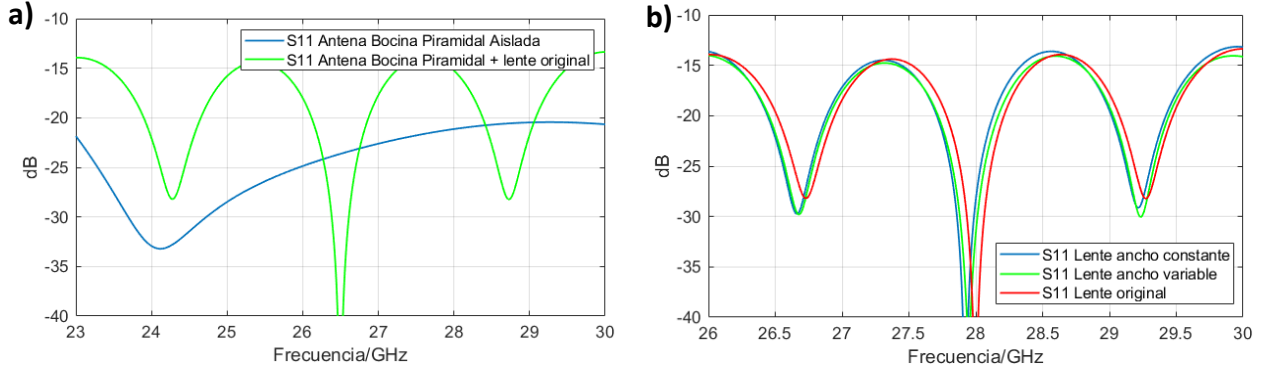 a)
-10
-15
-20
-25
-30
-35
-40
dB
23
24
25
26
27
28
29
30
Frecuencia/GHz
S11 Antena Bocina Piramidal Aislada
S11 Antena Bocina Piramidal + lente original
b)
-10
-15
-20
-25
-30
-35
-40
dB
26
26.5
27
27.5
28
28.5
29
29.5
30
Frecuencia/GHz
S11 Lente ancho constante
S11 Lente ancho variable
S11 Lente original